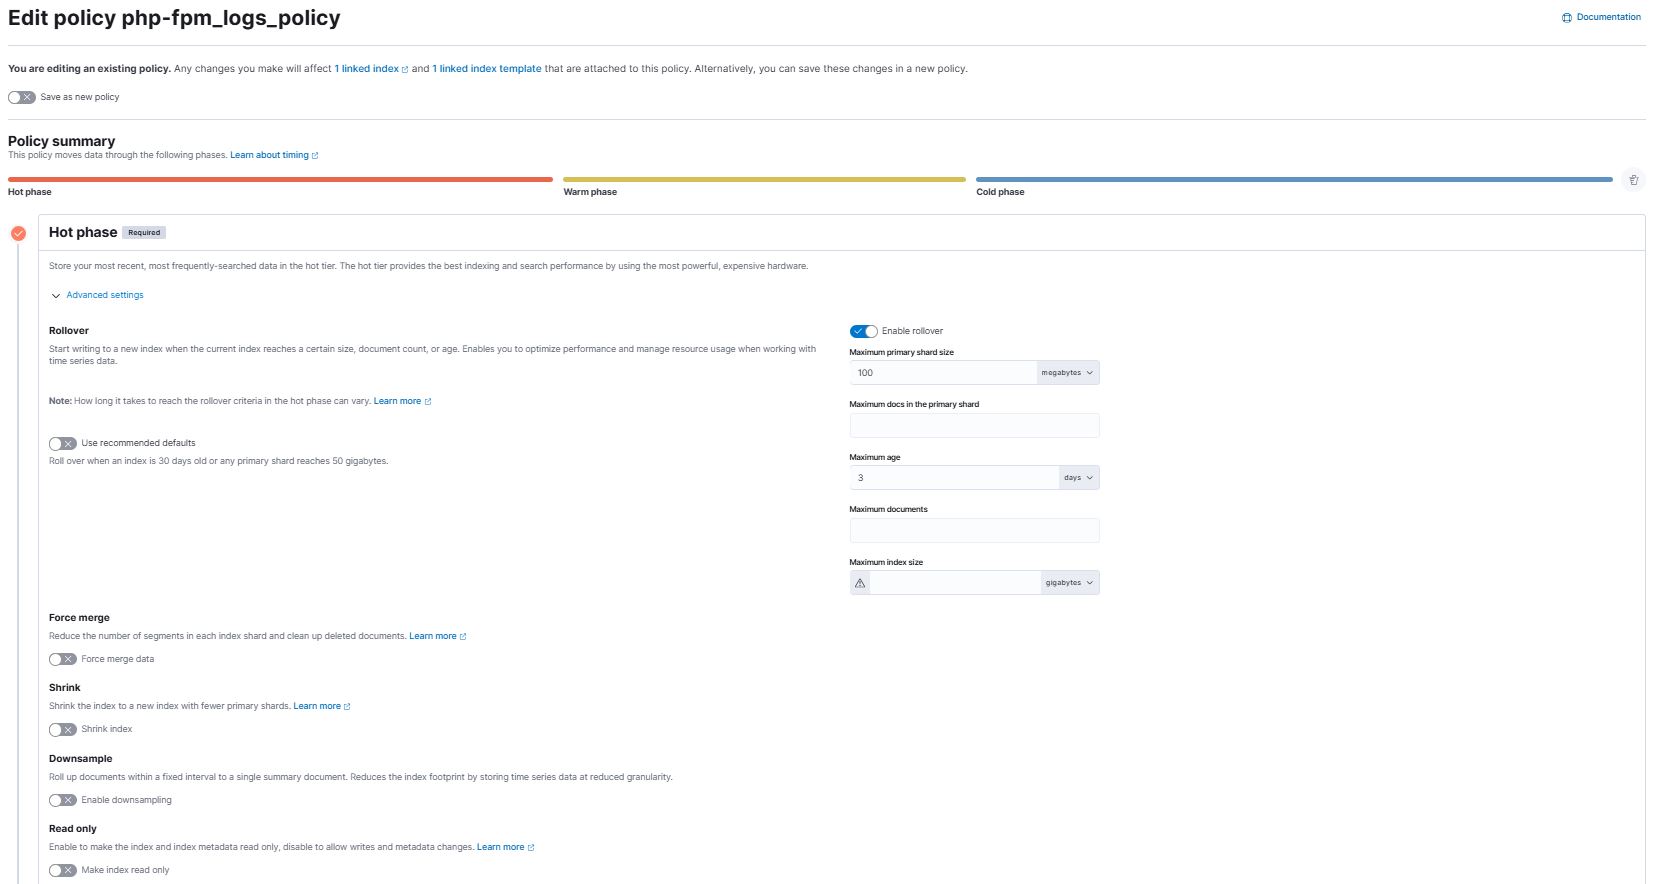 Edit policy php-fpm_logs_policy
Documentation
You are editing an existing policy. Any changes you make will affect 1 linked index and 1 linked index template that are attached to this policy. Alternatively, you can save these changes in a new policy.
Save as new policy
Policy summary
This policy moves data through the following phases. Learn about timing
Hot phase
Warm phase
Cold phase
Hot phase Required
Store your most recent, most frequently-searched data in the hot tier. The hot tier provides the best indexing and search performance by using the most powerful, expensive hardware.
Advanced settings
Rollover
Start writing to a new index when the current index reaches a certain size, document count, or age. Enables you to optimize performance and manage resource usage when working with
time series data.
Note: How long it takes to reach the rollover criteria in the hot phase can vary. Learn more
Use recommended defaults
Roll over when an index is 30 days old or any primary shard reaches 50 gigabytes.
Enable rollover
Maximum primary shard size
100 megabytes
Maximum docs in the primary shard
Maximum age
3 days
Maximum documents
Maximum index size
gigabytes
Force merge
Reduce the number of segments in each index shard and clean up deleted documents. Learn more
Force merge data
Shrink
Shrink the index to a new index with fewer primary shards. Learn more
Shrink index
Downsample
Roll up documents within a fixed interval to a single summary document. Reduces the index footprint by storing time series data at reduced granularity.
Enable downsampling
Read only
Enable to make the index and index metadata read only, disable to allow writes and metadata changes. Learn more
Make index read only